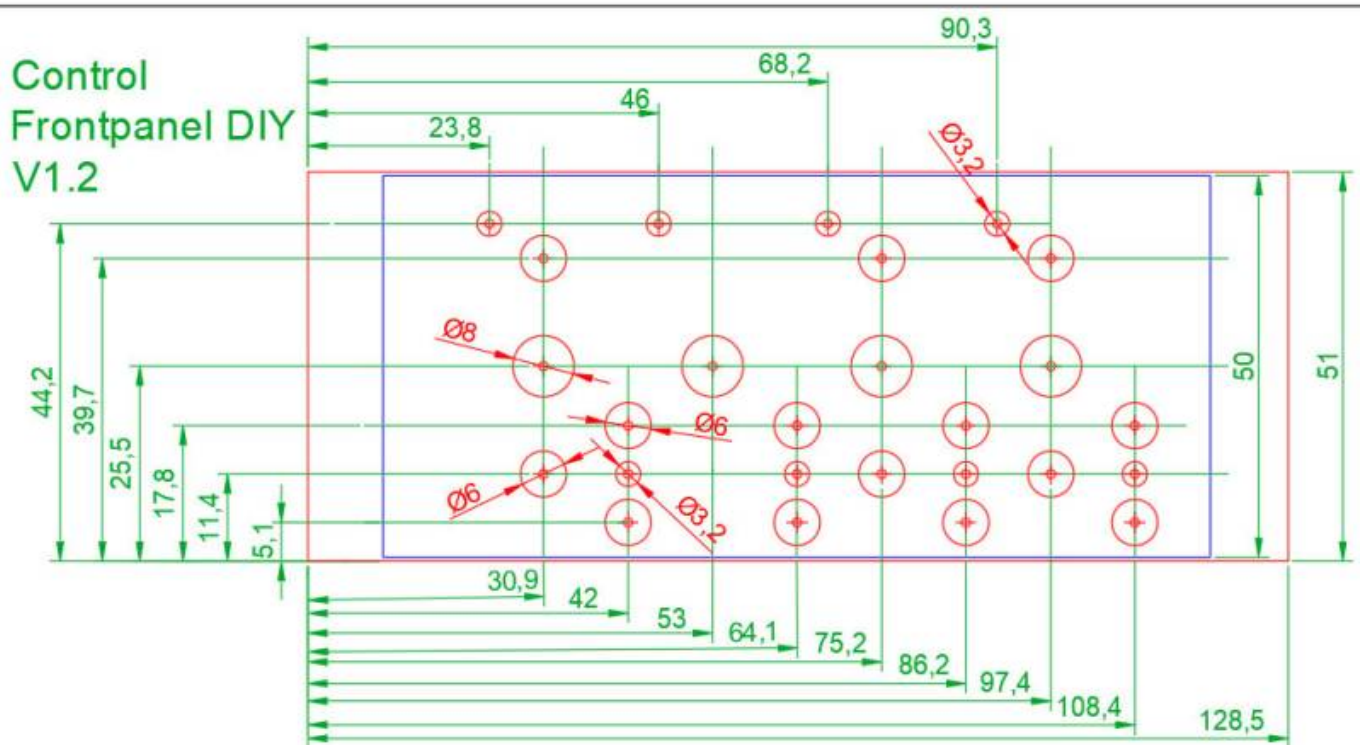 Control
Frontpanel DIY
V1.2
90,3
68,2
46
23,8
Ø3,2
Ø8
Ø6
Ø6
Ø3,2
44,2
39,7
25,5
17,8
11,4
5,1
50
51
30,9
42
53
64,1
75,2
86,2
97,4
108,4
128,5